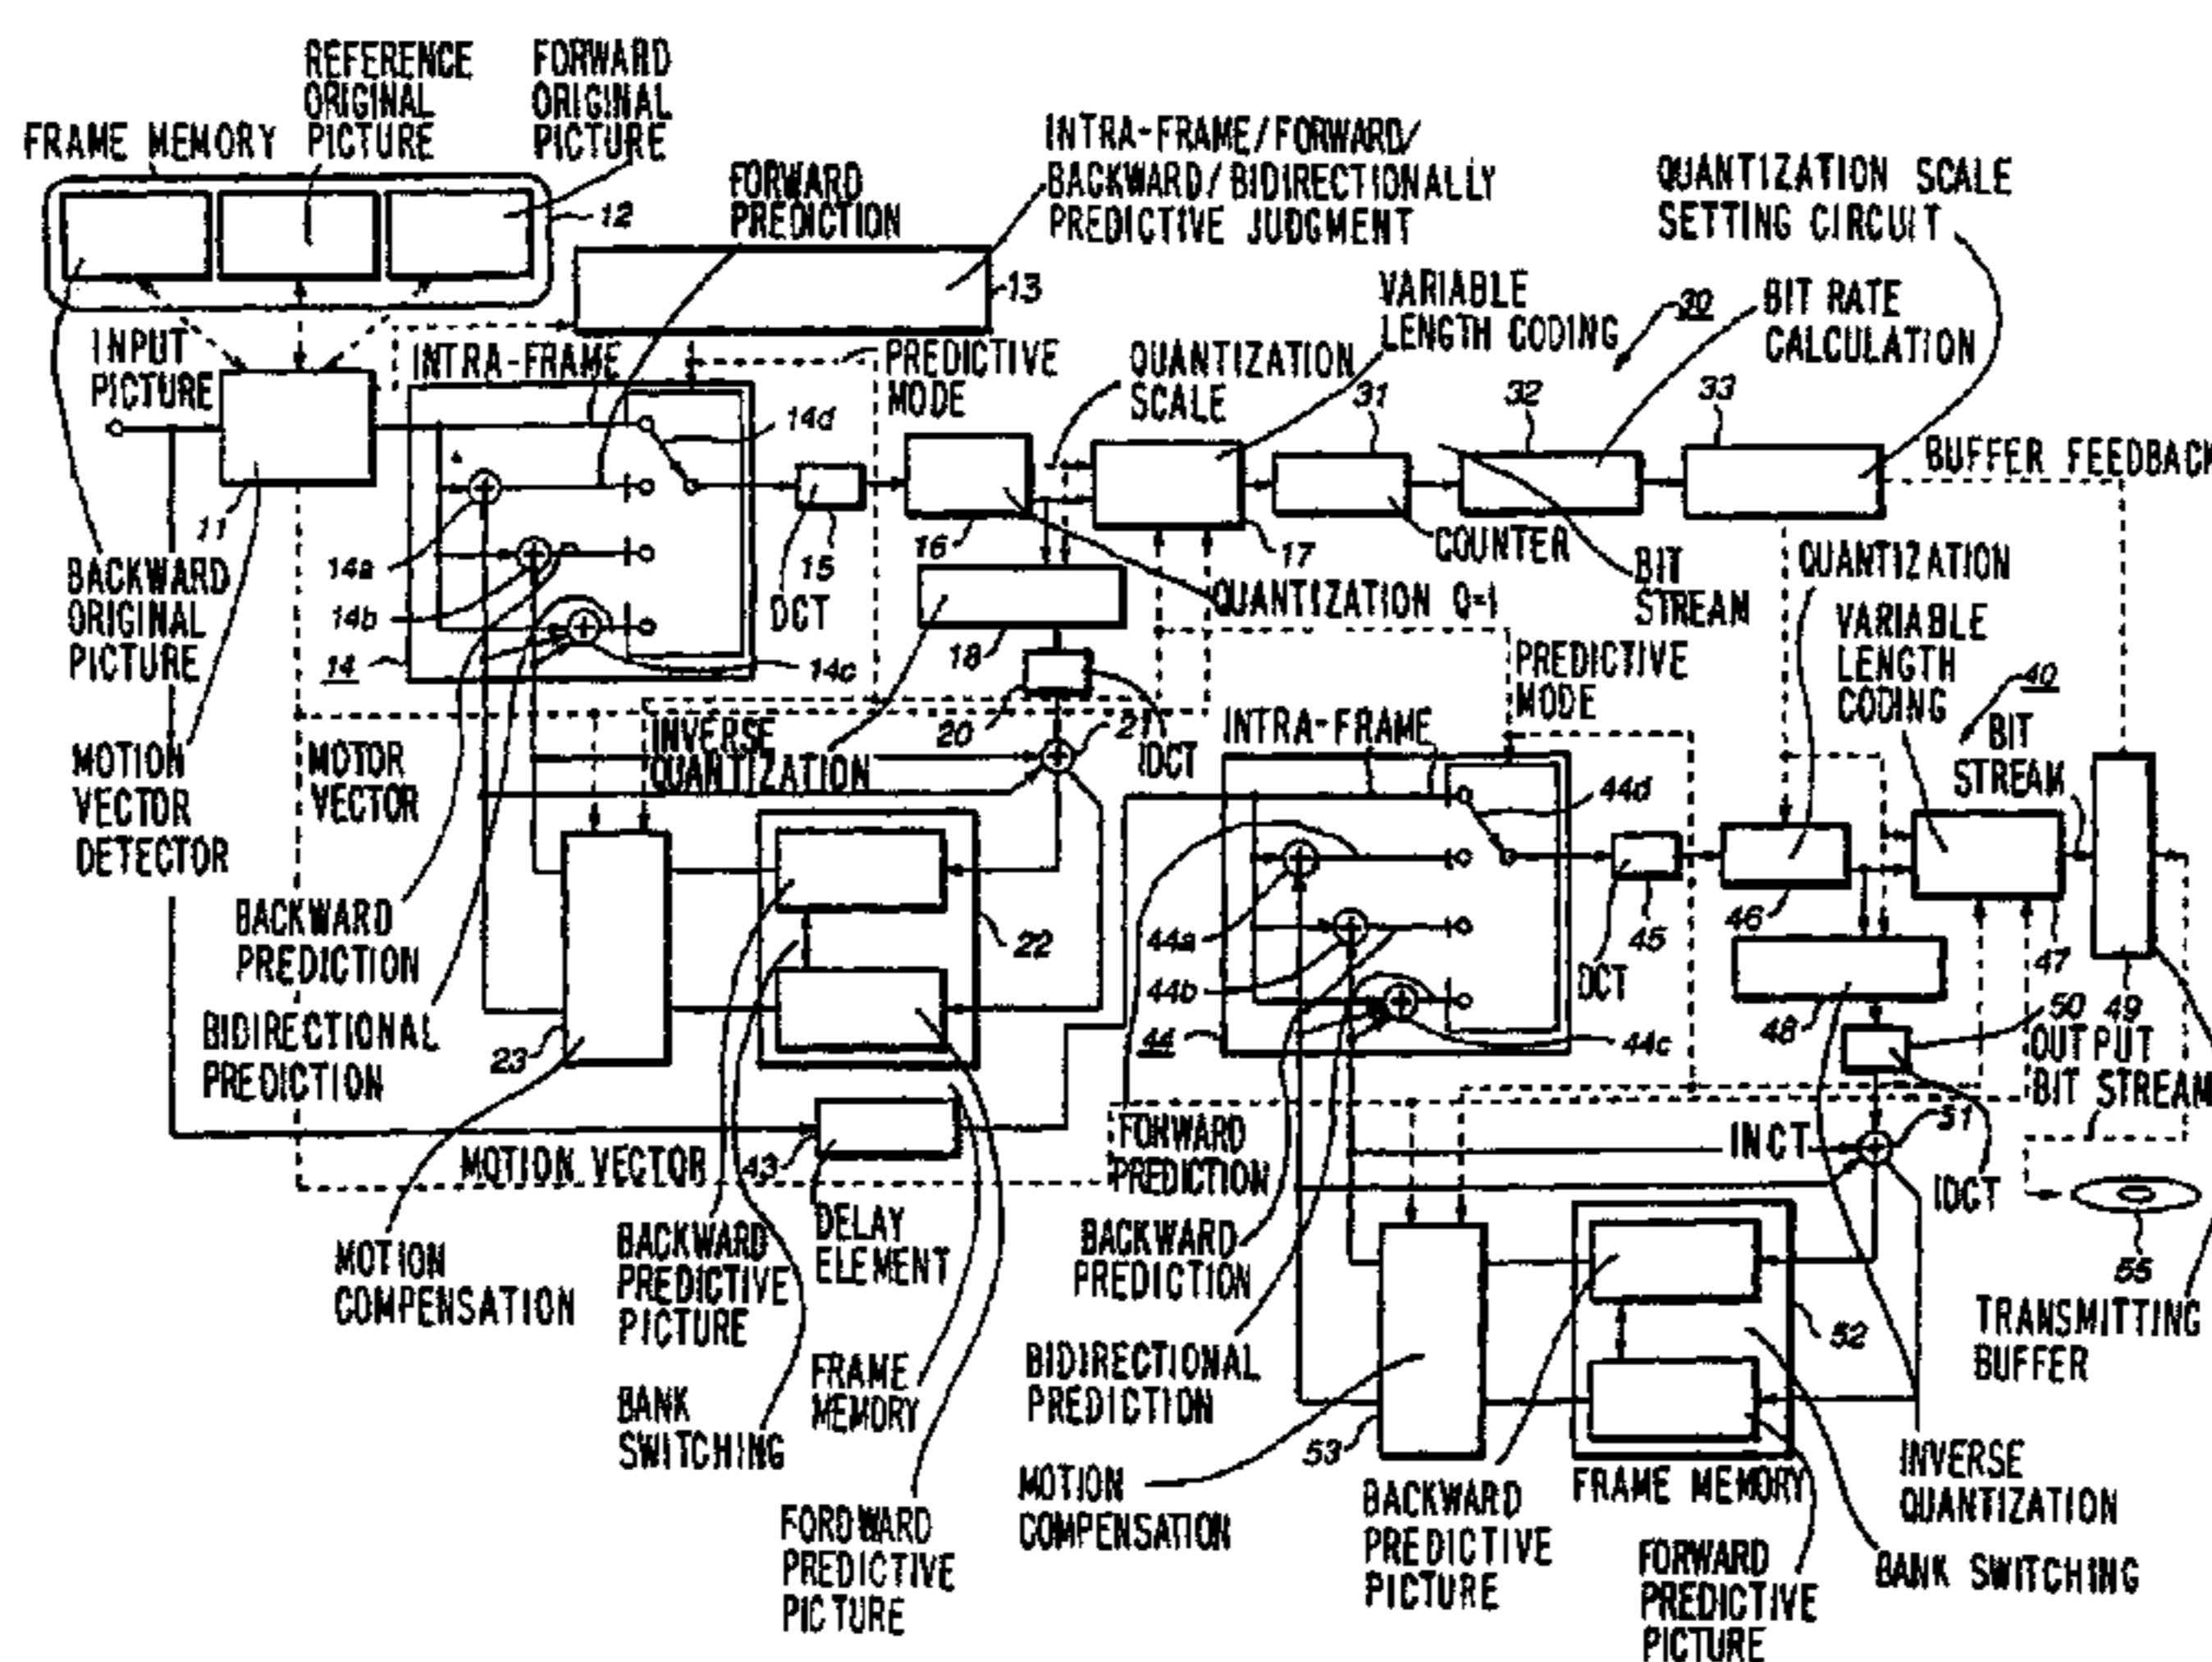 REFERENCE
ORIGINAL
PICTURE
FORWARD
ORIGINAL
PICTURE
FRAME MEMORY
12
FORWARD
PREDICTION
INTRA-FRAME/FORWARD/
BACKWARD/BIDIRECTIONALLY
PREDICTIVE JUDGMENT
13
QUANTIZATION SCALE
SETTING CIRCUIT
VARIABLE
LENGTH CODING
30
BIT RATE
CALCULATION
INPUT
PICTURE
INTRA-FRAME
PREDICTIVE
MODE
QUANTIZATION
SCALE
31
32
33
14d
BUFFER FEEDBACK
11
14a
14b
14
14c
15
DCT
16
17
COUNTER
BIT
STREAM
QUANTIZATION
QUANTIZATION Q=1
18
20
21
IDCT
BACKWARD
ORIGINAL
PICTURE
PREDICTIVE
MODE
VARIABLE
LENGTH
CODING
40
BIT
STREAM
MOTION
VECTOR
DETECTOR
MOTOR
VECTOR
INVERSE
QUANTIZATION
INTRA-FRAME
44d
44a
44b
44
44c
45
DCT
46
47
48
49
50
BACKWARD
PREDICTION
BIDIRECTIONAL
PREDICTION
22
23
OUTPUT
BIT STREAM
MOTION VECTOR
43
DELAY
ELEMENT
FORWARD
PREDICTION
INCT
51
IDCT
55
MOTION
COMPENSATION
BACKWARD
PREDICTIVE
PICTURE
BACKWARD
PREDICTION
52
TRANSMITTING
BUFFER
BANK
SWITCHING
FRAME
MEMORY
BIDIRECTIONAL
PREDICTION
53
FORDWARD
PREDICTIVE
PICTURE
MOTION
COMPENSATION
BACKWARD
PREDICTIVE
PICTURE
FRAME MEMORY
INVERSE
QUANTIZATION
FORWARD
PREDICTIVE
PICTURE
BANK SWITCHING